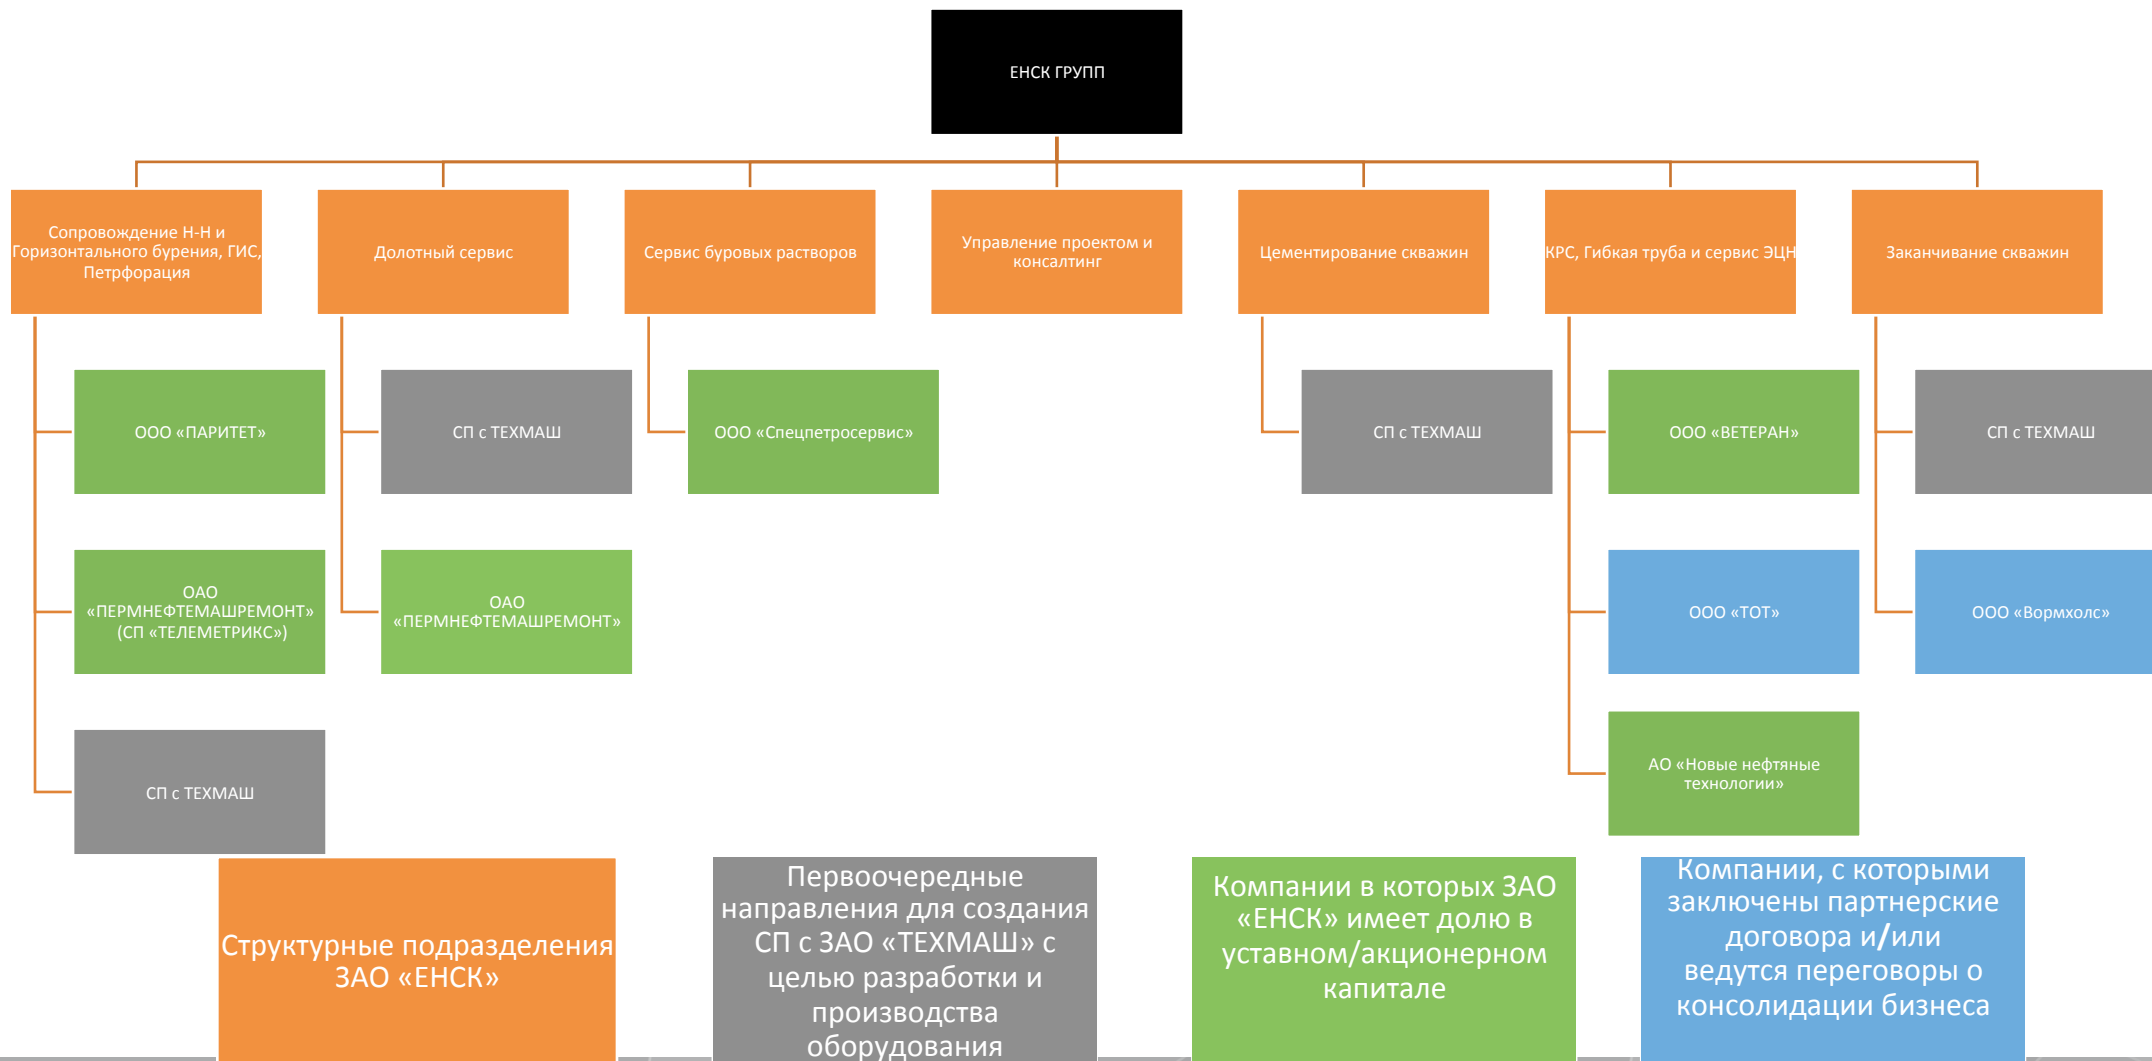 ЕНСК ГРУПП
Сопровождение Н-Н и
Горизонтального бурения, ГИС,
Петрфорация
Долотный сервис
Сервис буровых растворов
Управление проектом и
консалтинг
Цементирование скважин
КРС, Гибкая труба и сервис ЭЦН
Заканчивание скважин
ООО «ПАРИТЕТ»
СП с ТЕХМАШ
ООО «Спецпетросервис»
СП с ТЕХМАШ
ООО «ВЕТЕРАН»
СП с ТЕХМАШ
ОАО
«ПЕРМНЕФТЕМАШРЕМОНТ»
(СП «ТЕЛЕМЕТРИКС»)
ОАО
«ПЕРМНЕФТЕМАШРЕМОНТ»
ООО «ТОТ»
ООО «Вормхолс»
СП с ТЕХМАШ
АО «Новые нефтяные
технологии»
Структурные подразделения
ЗАО «ЕНСК»
Первоочередные
направления для создания
СП с ЗАО «ТЕХМАШ» с
целью разработки и
производства
оборудования
Компании в которых ЗАО
«ЕНСК» имеет долю в
уставном/акционерном
капитале
Компании, с которыми
заключены партнерские
договора и/или
ведутся переговоры о
консолидации бизнеса